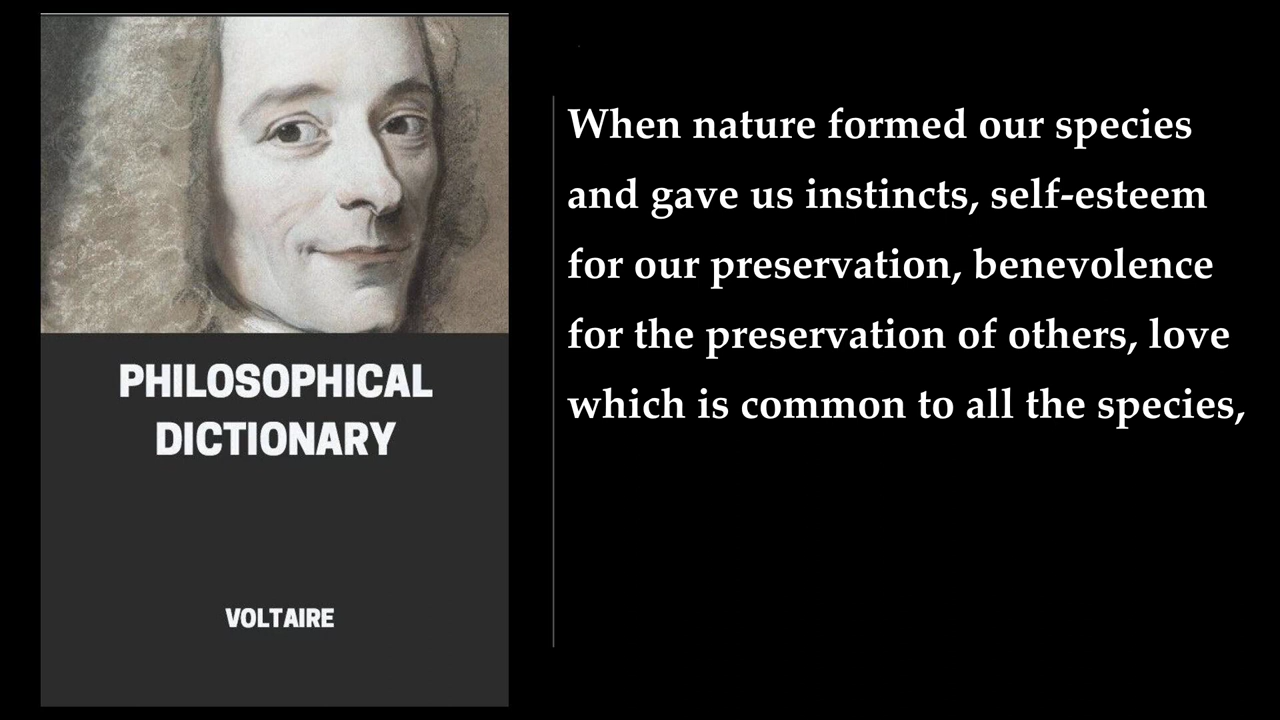 PHILOSOPHICAL
DICTIONARY
VOLTAIRE
When nature formed our species
and gave us instincts, self-esteem
for our preservation, benevolence
for the preservation of others, love
which is common to all the species,